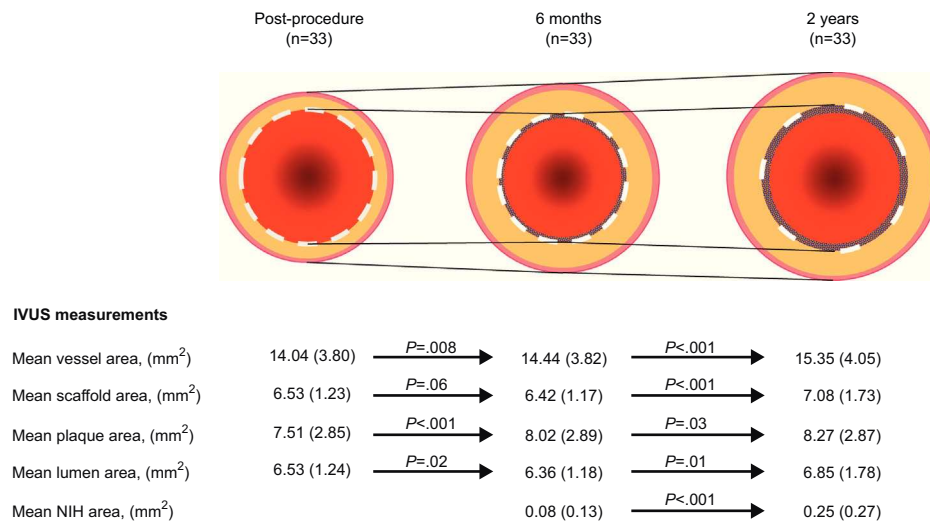 Post-procedure 6 months 2 years
(n=33) (n=33) (n=33)
IVUS measurements
Mean vessel area, (mm²) 14.04 (3.80) P=.008 14.44 (3.82) P<.001 15.35 (4.05)
Mean scaffold area, (mm²) 6.53 (1.23) P=.06 6.42 (1.17) P<.001 7.08 (1.73)
Mean plaque area, (mm²) 7.51 (2.85) P<.001 8.02 (2.89) P=.03 8.27 (2.87)
Mean lumen area, (mm²) 6.53 (1.24) P=.02 6.36 (1.18) P=.01 6.85 (1.78)
Mean NIH area, (mm²) 0.08 (0.13) P<.001 0.25 (0.27)